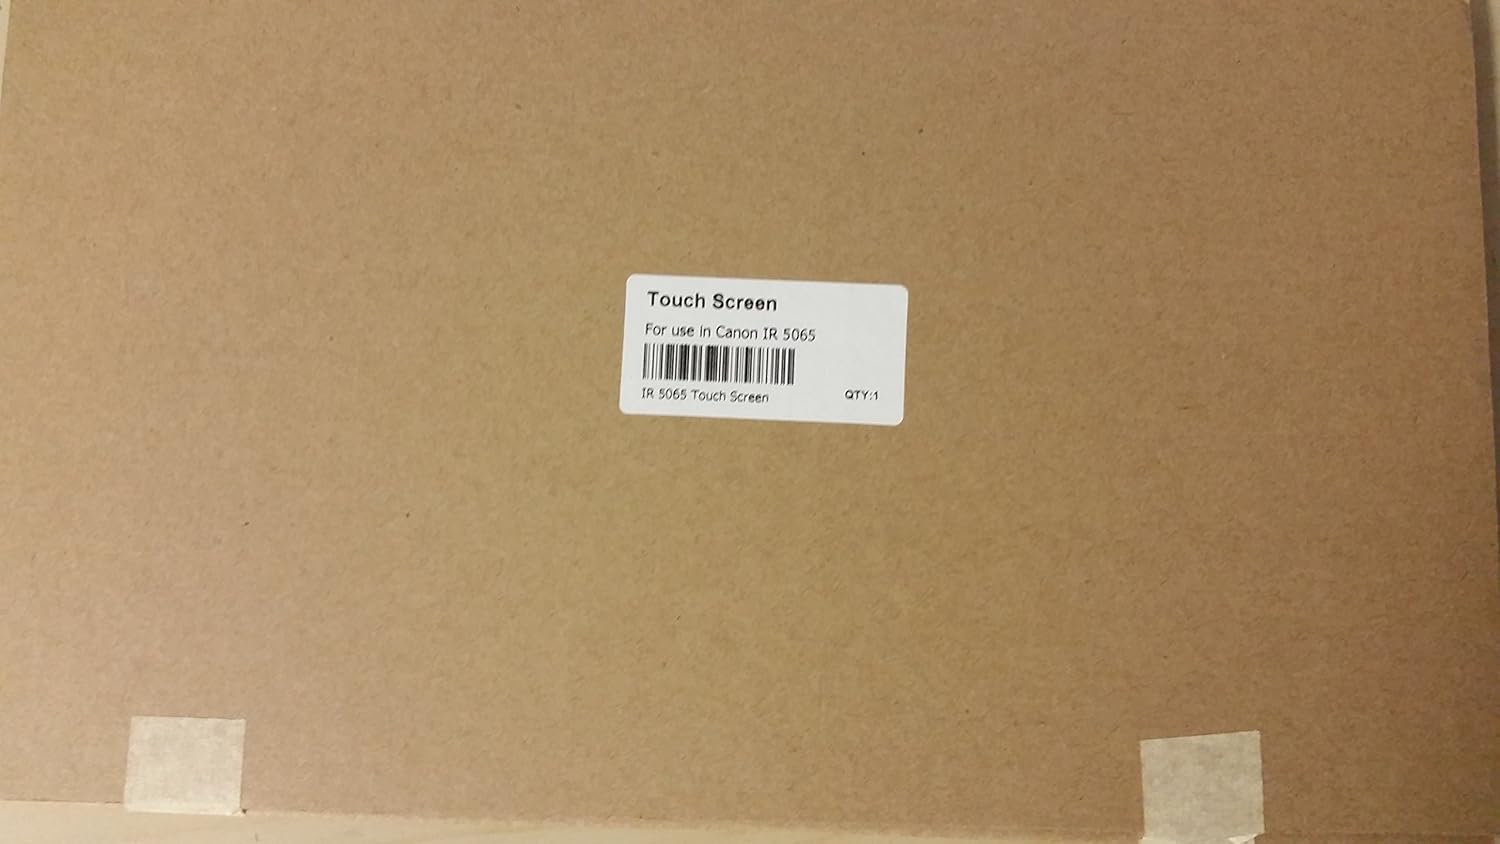 Touch Screen
For use in Canon IR 5065
IR 5065 Touch Screen QTY:1